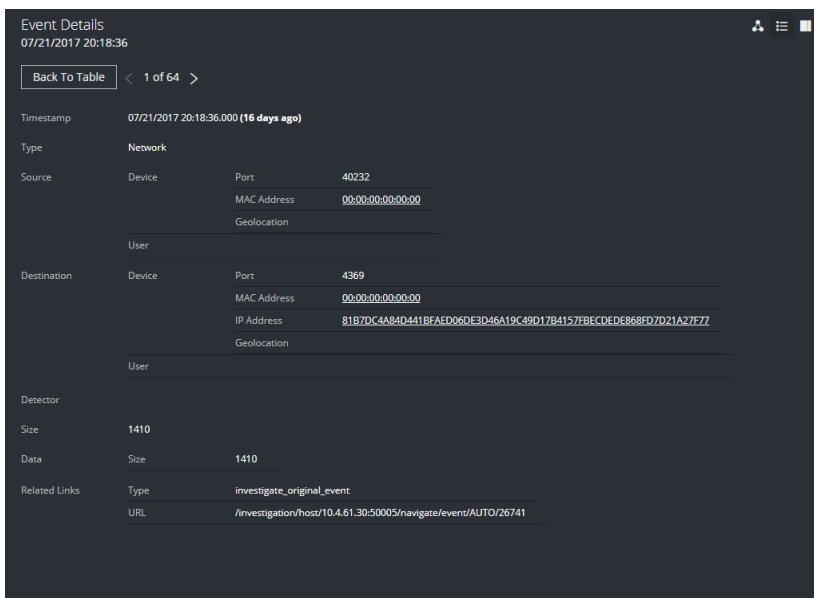 Event Details
07/21/2017 20:18:36
Back To Table < 1 of 64 >
Timestamp 07/21/2017 20:18:36.000 (16 days ago)
Type Network
Source Device Port 40232
MAC Address 00:00:00:00:00:00
Geolocation
User
Destination Device Port 4369
MAC Address 00:00:00:00:00:00
IP Address 81B7DC4A84D441BFAED06DE3D46A19C49D17B4157FBECDEDE868FD7D21A27F77
Geolocation
User
Detector
Size 1410
Data Size 1410
Related Links Type investigate_original_event
URL /investigation/host/10.4.61.30:50005/navigate/event/AUTO/26741